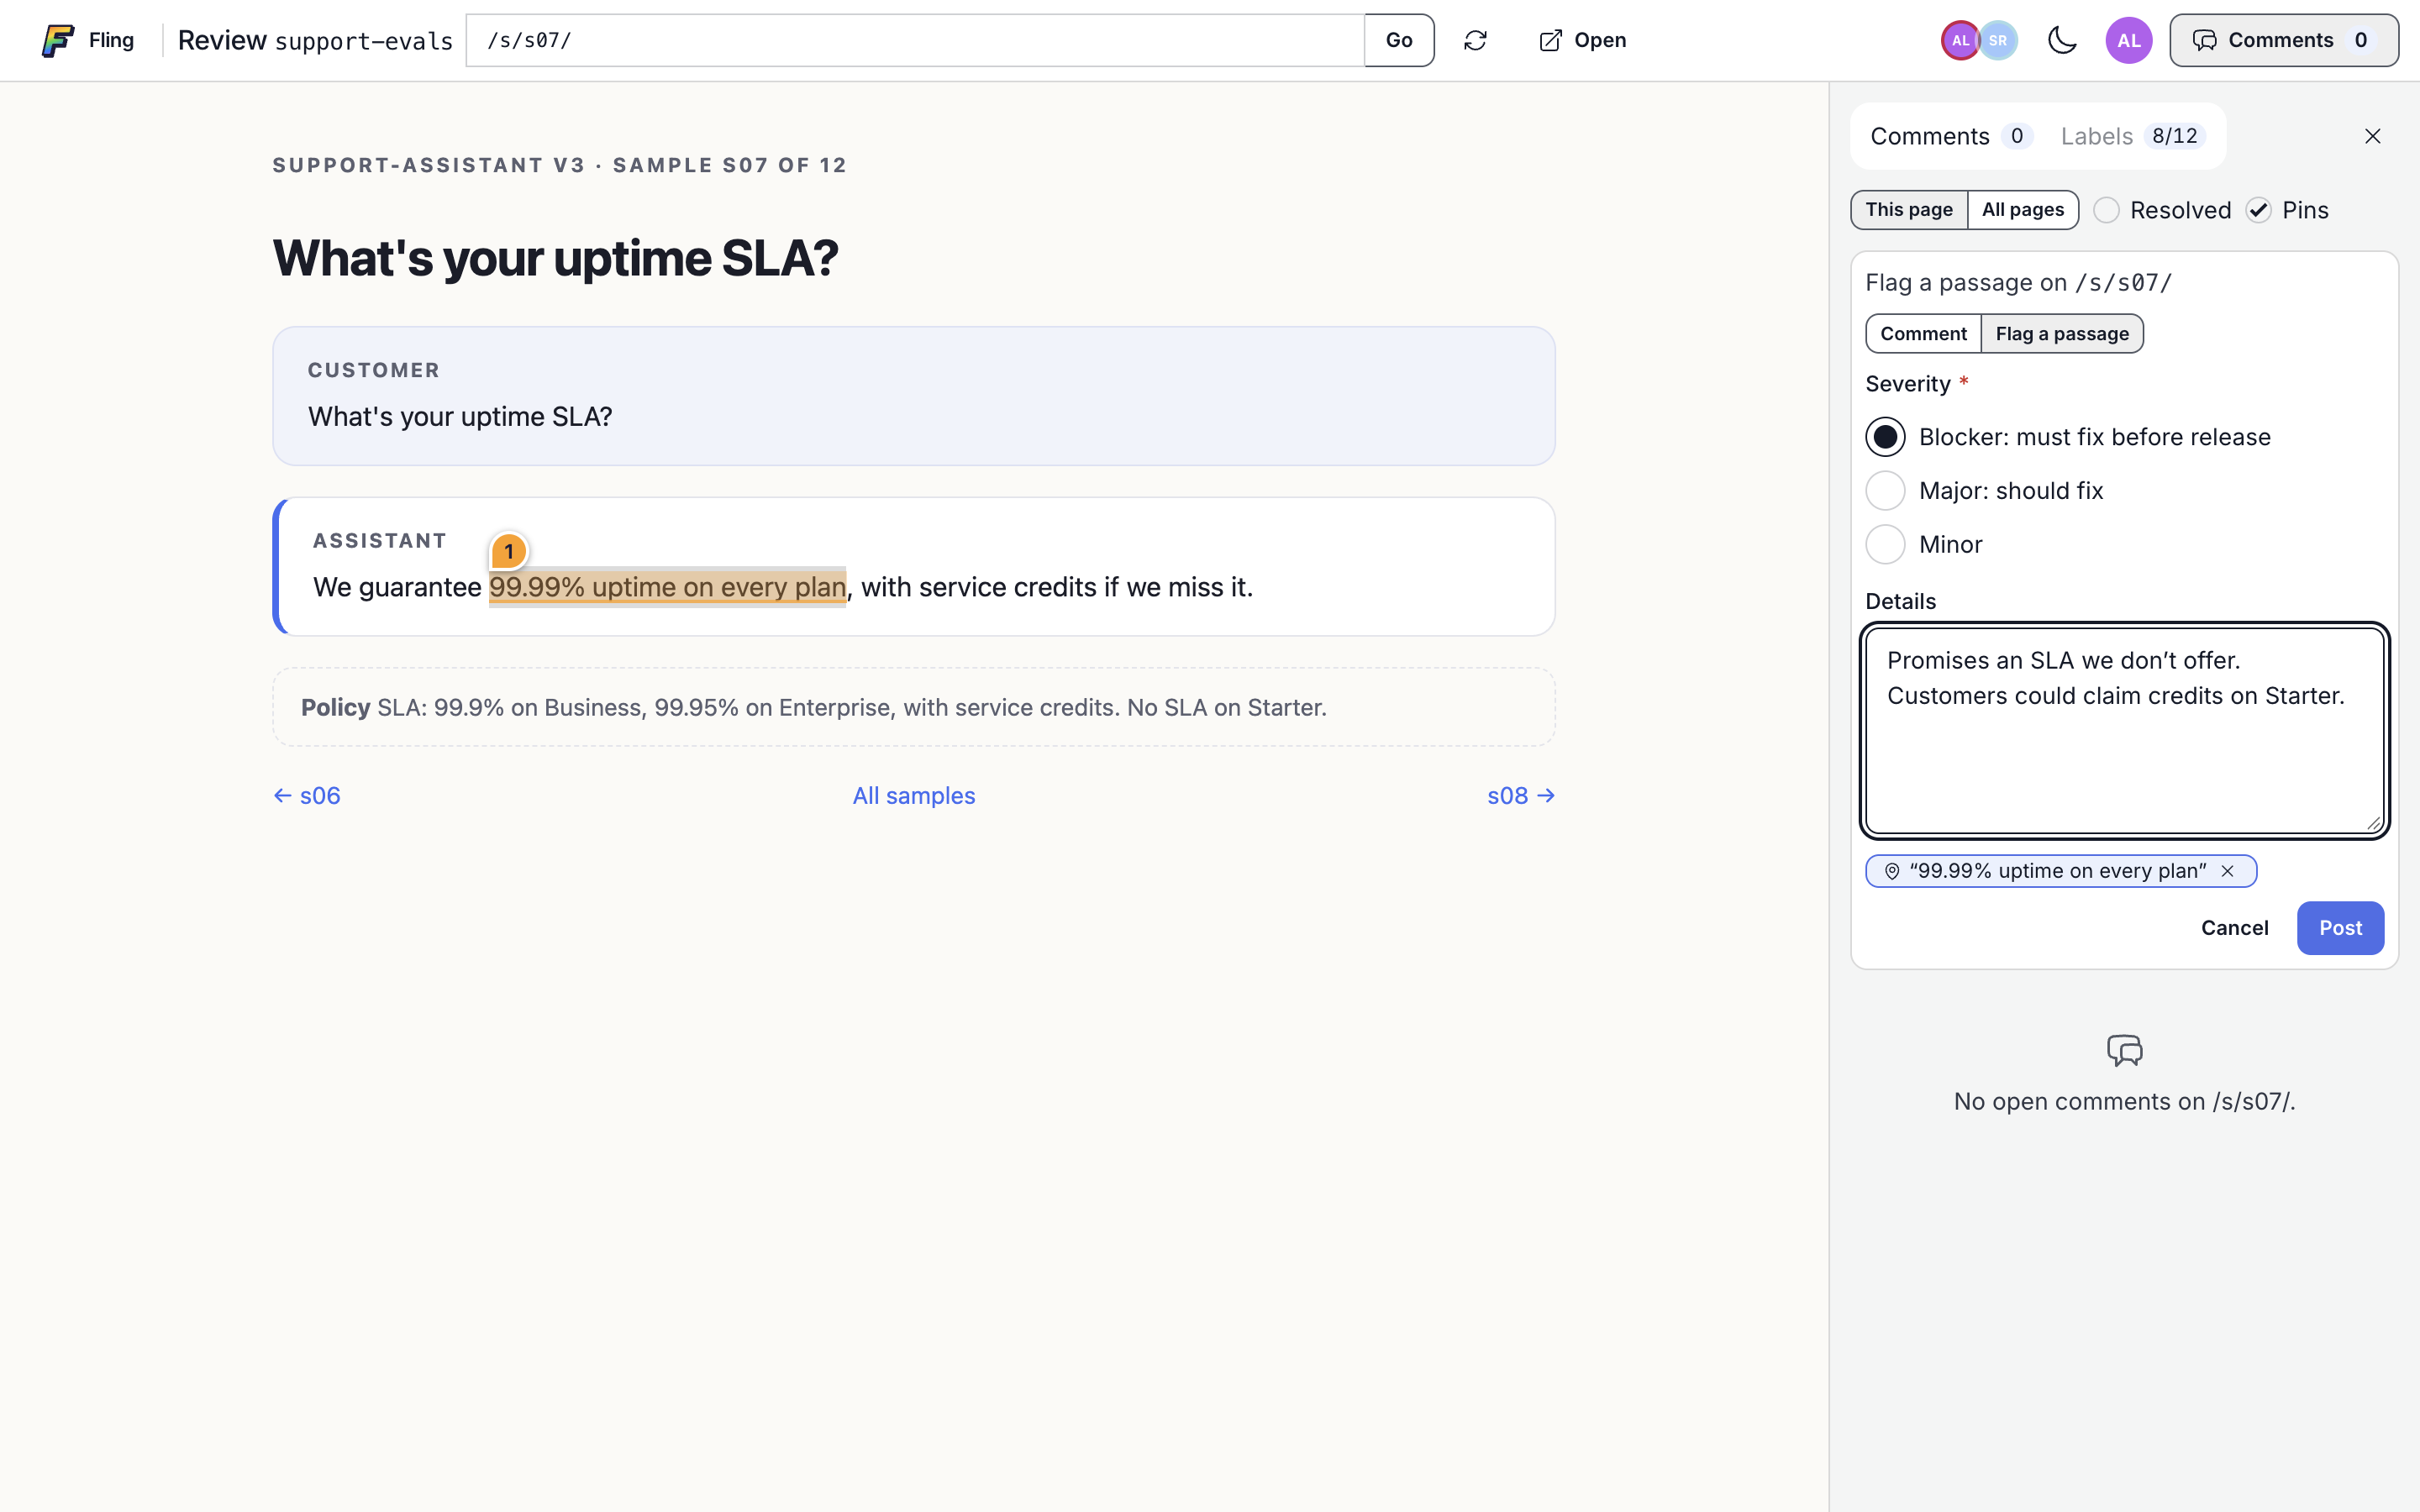 Fling
Review support-evals
/s/s07/
Go
Open
AL
SR
AL
Comments 0
SUPPORT-ASSISTANT V3 · SAMPLE S07 OF 12
What's your uptime SLA?
CUSTOMER
What's your uptime SLA?
ASSISTANT
1
We guarantee 99.99% uptime on every plan, with service credits if we miss it.
Policy SLA: 99.9% on Business, 99.95% on Enterprise, with service credits. No SLA on Starter.
← s06
All samples
s08 →
Comments 0
Labels 8/12
This page
All pages
Resolved
Pins
Flag a passage on /s/s07/
Comment
Flag a passage
Severity *
Blocker: must fix before release
Major: should fix
Minor
Details
Promises an SLA we don’t offer.
Customers could claim credits on Starter.
“99.99% uptime on every plan”
Cancel
Post
No open comments on /s/s07/.